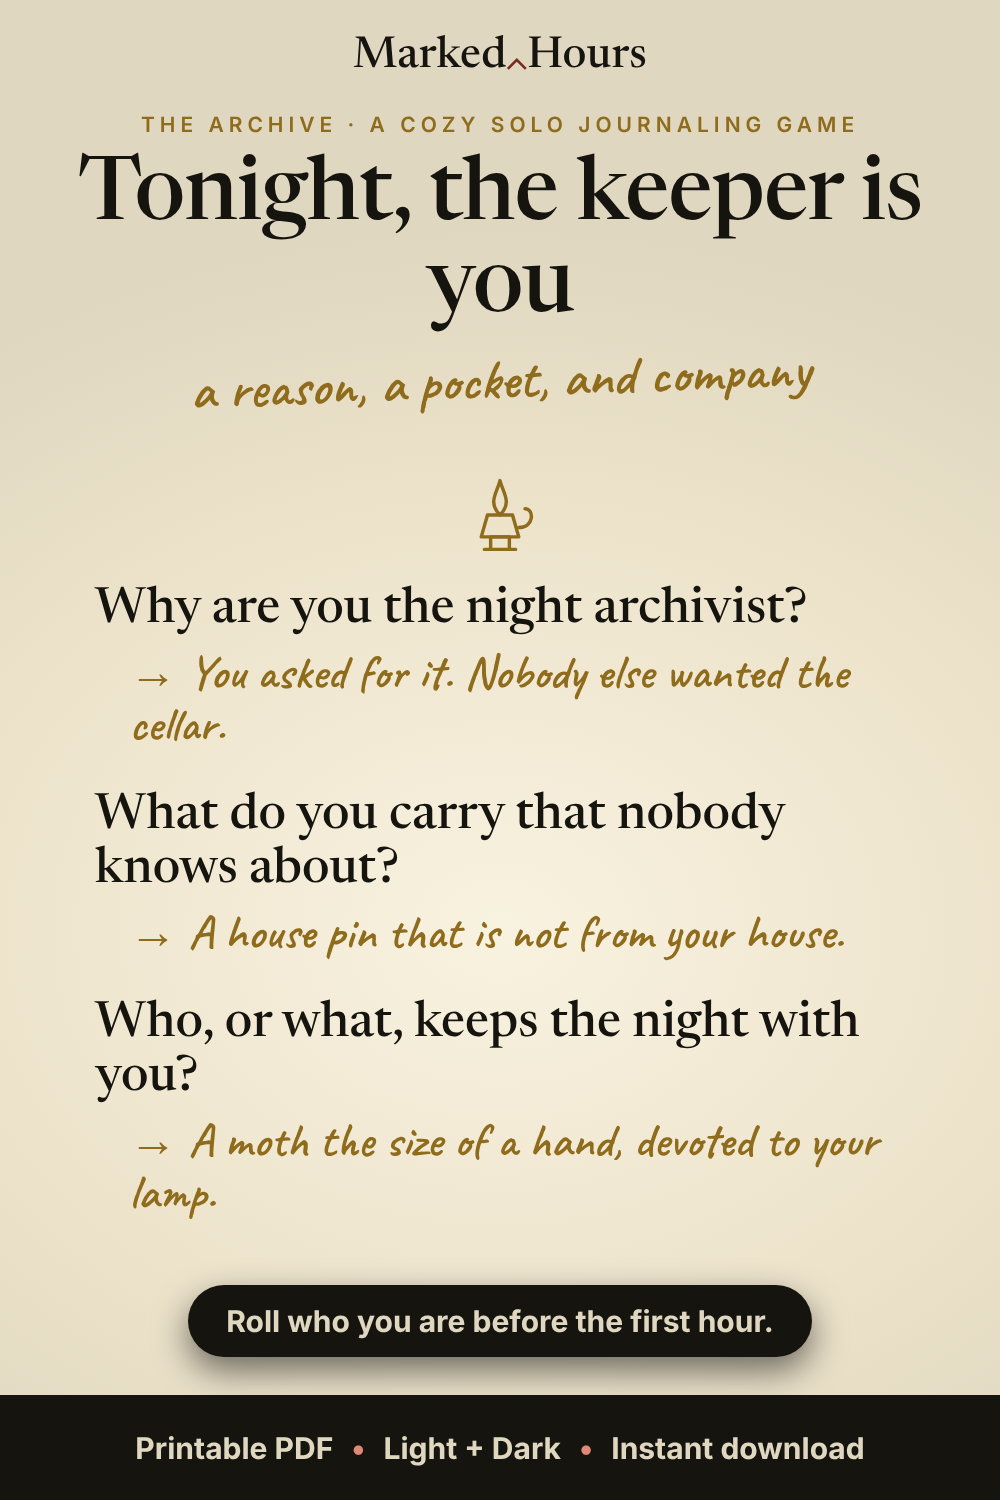 Marked‸Hours
THE ARCHIVE · A COZY SOLO JOURNALING GAME
Tonight, the keeper is
you
a reason, a pocket, and company
Why are you the night archivist?
→ You asked for it. Nobody else wanted the
cellar.
What do you carry that nobody
knows about?
→ A house pin that is not from your house.
Who, or what, keeps the night with
you?
→ A moth the size of a hand, devoted to your
lamp.
Roll who you are before the first hour.
Printable PDF • Light + Dark • Instant download